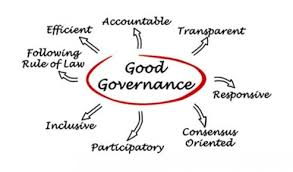 Accountable
Efficient
Transparent
Following
Rule of Law
Good
Governance
Responsive
Inclusive
Consensus
Oriented
Participatory